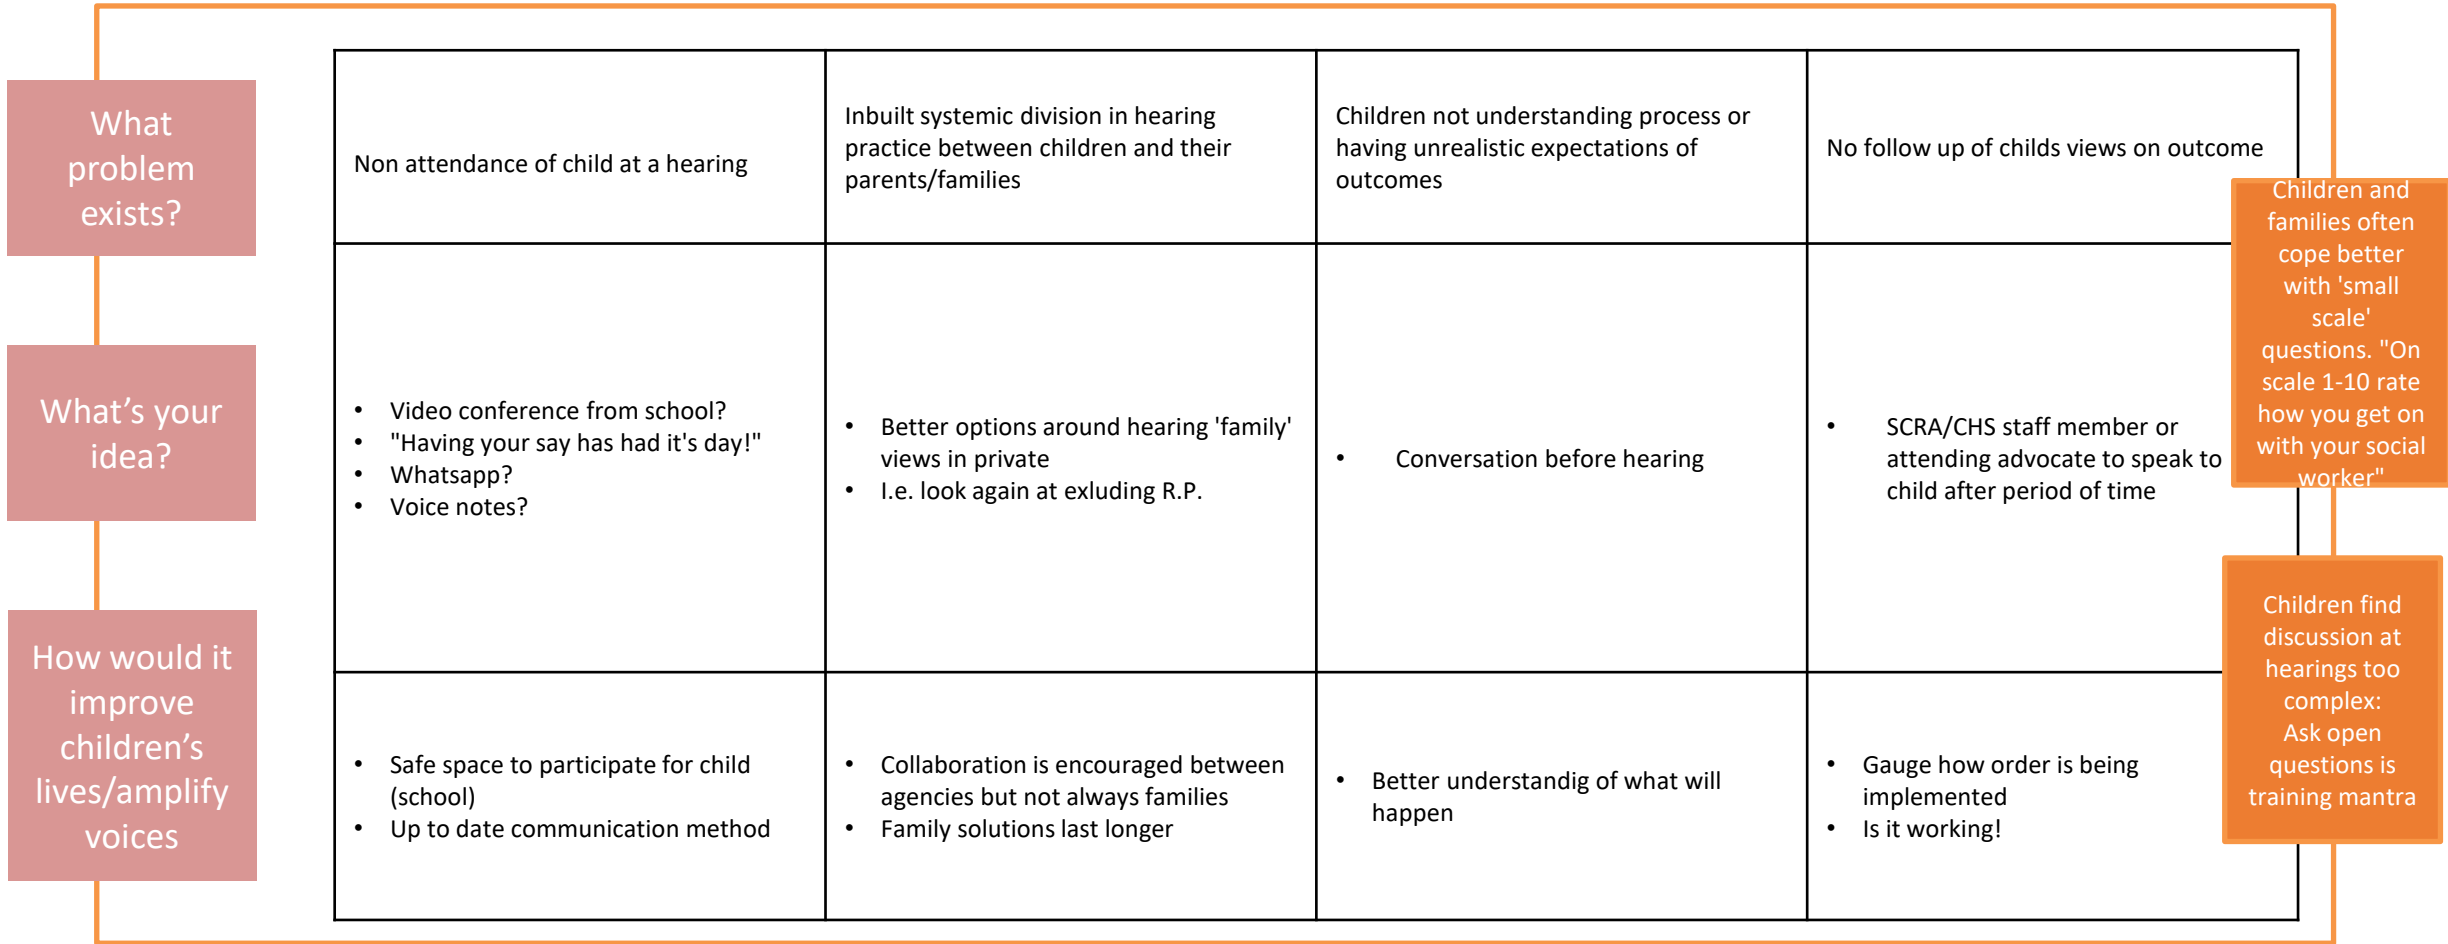 What
problem
exists?
Non attendance of child at a hearing
Inbuilt systemic division in hearing
practice between children and their
parents/families
Children not understanding process or
having unrealistic expectations of
outcomes
No follow up of childs views on outcome
What's your
idea?
• Video conference from school?
• "Having your say has had it's day!"
• Whatsapp?
• Voice notes?
• Better options around hearing 'family'
views in private
• I.e. look again at exluding R.P.
• Conversation before hearing
• SCRA/CHS staff member or
attending advocate to speak to
child after period of time
How would it
improve
children's
lives/amplify
voices
• Safe space to participate for child
(school)
• Up to date communication method
• Collaboration is encouraged between
agencies but not always families
• Family solutions last longer
• Better understandig of what will
happen
• Gauge how order is being
implemented
• Is it working!
Children and
families often
cope better
with 'small
scale'
questions. "On
scale 1-10 rate
how you get on
with your social
worker"
Children find
discussion at
hearings too
complex:
Ask open
questions is
training mantra